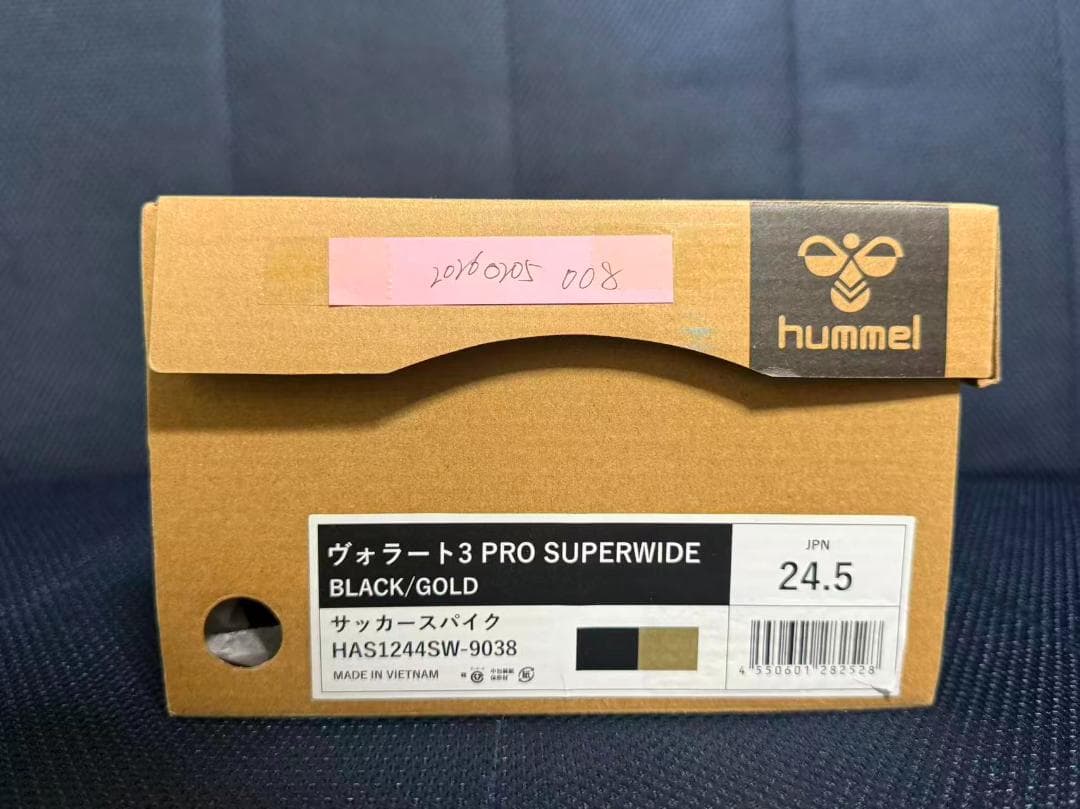 20260205 008
hummel
ヴォラート3 PRO SUPERWIDE
BLACK/GOLD
JPN
24.5
サッカースパイク
HAS1244SW-9038
MADE IN VIETNAM
4 550601 282528